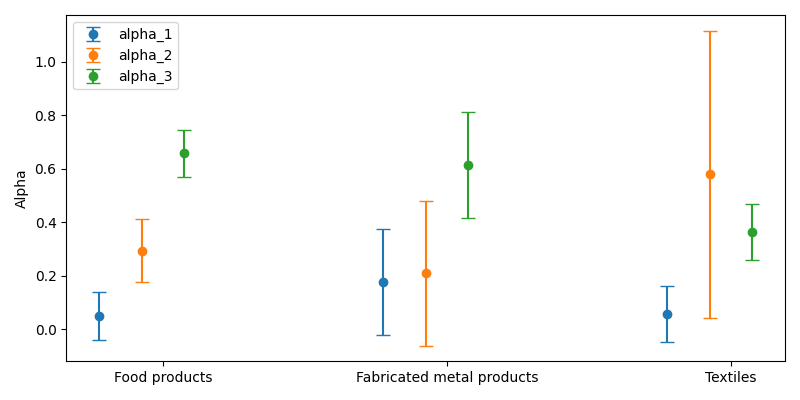 alpha_1
alpha_2
alpha_3
Alpha
1.0
0.8
0.6
0.4
0.2
0.0
Food products
Fabricated metal products
Textiles